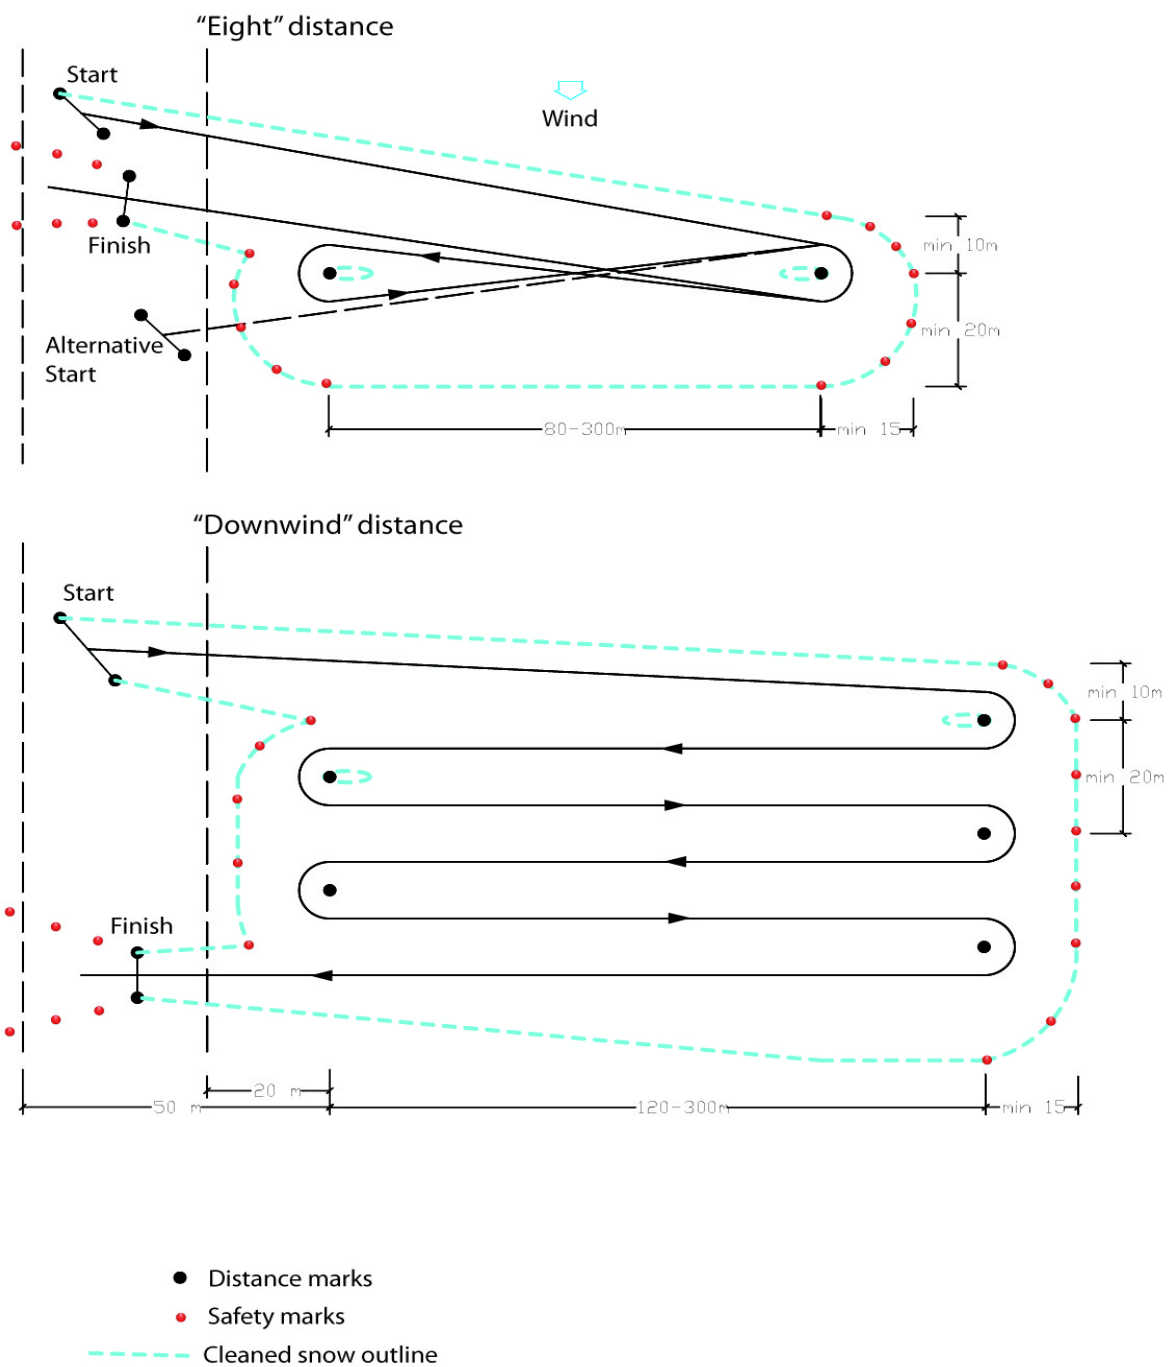 “Eight” distance
Start
Wind
Finish
min 10m
min 20m
Alternative
Start
80-300m
min 15
“Downwind” distance
Start
min 10m
min 20m
Finish
20 m
50 m
120-300m
min 15
Distance marks
Safety marks
Cleaned snow outline